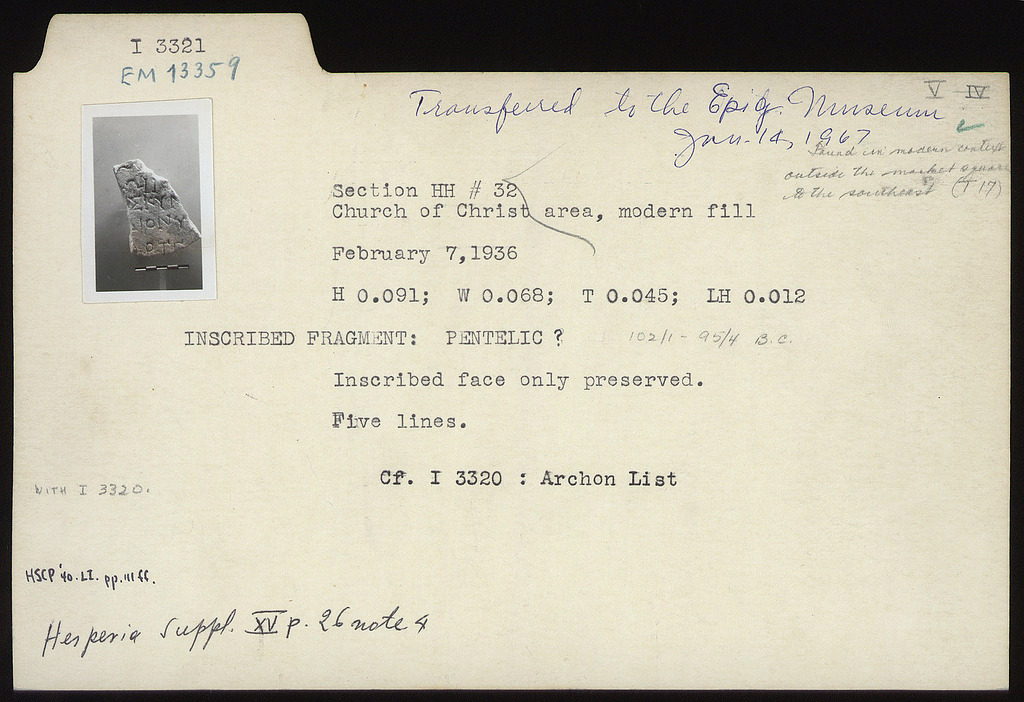 I 3321
EM 13359
Transferred to the Epig. Museum
Jan. 14, 1967
V IV
Found in modern context
outside the market square
to the southeast (T 17)
Section HH # 32
Church of Christ area, modern fill
February 7,1936
H 0.091; W 0.068; T 0.045; LH 0.012
INSCRIBED FRAGMENT: PENTELIC ? 102/1 - 95/4 B.C.
Inscribed face only preserved.
Five lines.
Cf. I 3320 : Archon List
WITH I 3320.
HSCP '40. LI. pp. 111 ff.
Hesperia Suppl. XV p. 26 note 4